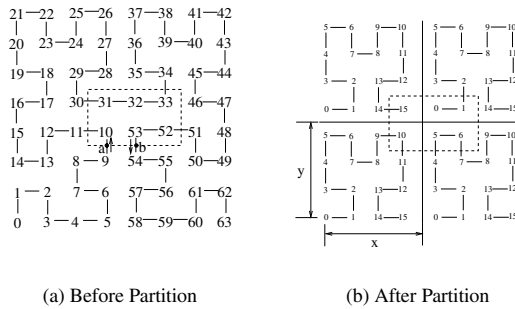 21 22 25 26 37 38 41 42
20 23 24 27 36 39 40 43
19 18 29 28 35 34 45 44
16 17 30 31 32 33 46 47
15 12 11 10 53 52 51 48
a b
14 13 8 9 54 55 50 49
1 2 7 6 57 56 61 62
0 3 4 5 58 59 60 63
(a) Before Partition
5 6 9 10 5 6 9 10
4 7 8 11 4 7 8 11
3 2 13 12 3 2 13 12
0 1 14 15 0 1 14 15
5 6 9 10 5 6 9 10
4 7 8 11 4 7 8 11
y
3 2 13 12 3 2 13 12
0 1 14 15 0 1 14 15
x
(b) After Partition